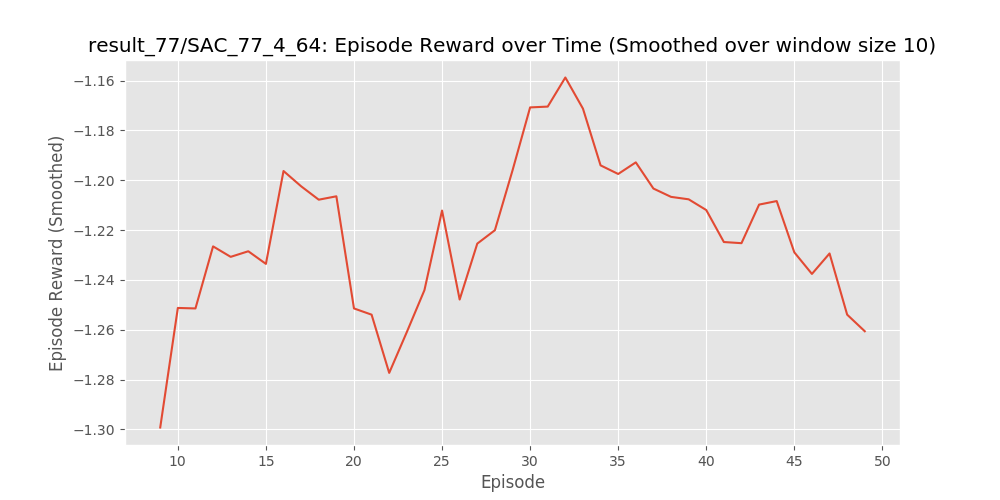 result_77/SAC_77_4_64: Episode Reward over Time (Smoothed over window size 10)
Episode Reward (Smoothed)
−1.16
−1.18
−1.20
−1.22
−1.24
−1.26
−1.28
−1.30
10 15 20 25 30 35 40 45 50
Episode